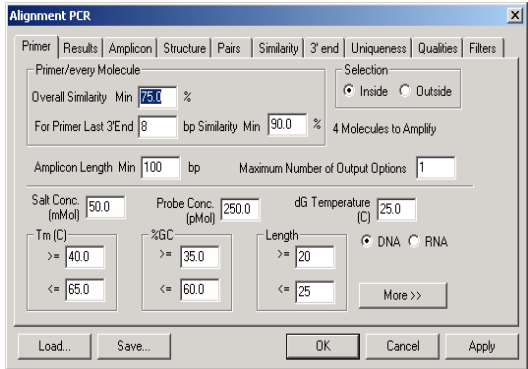 Alignment PCR
Primer Results Amplicon Structure Pairs Similarity 3' end Uniqueness Qualities Filters
Primer/every Molecule
Selection
Overall Similarity Min 75.0 %
Inside Outside
For Primer Last 3'End 8 bp Similarity Min 90.0 % 4 Molecules to Amplify
Amplicon Length Min 100 bp Maximum Number of Output Options 1
Salt Conc. (mMol) 50.0 Probe Conc. (pMol) 250.0 dG Temperature (C) 25.0
Tm (C) %GC Length DNA RNA
>= 40.0 >= 35.0 >= 20
<= 65.0 <= 60.0 <= 25 More >>
Load... Save... OK Cancel Apply